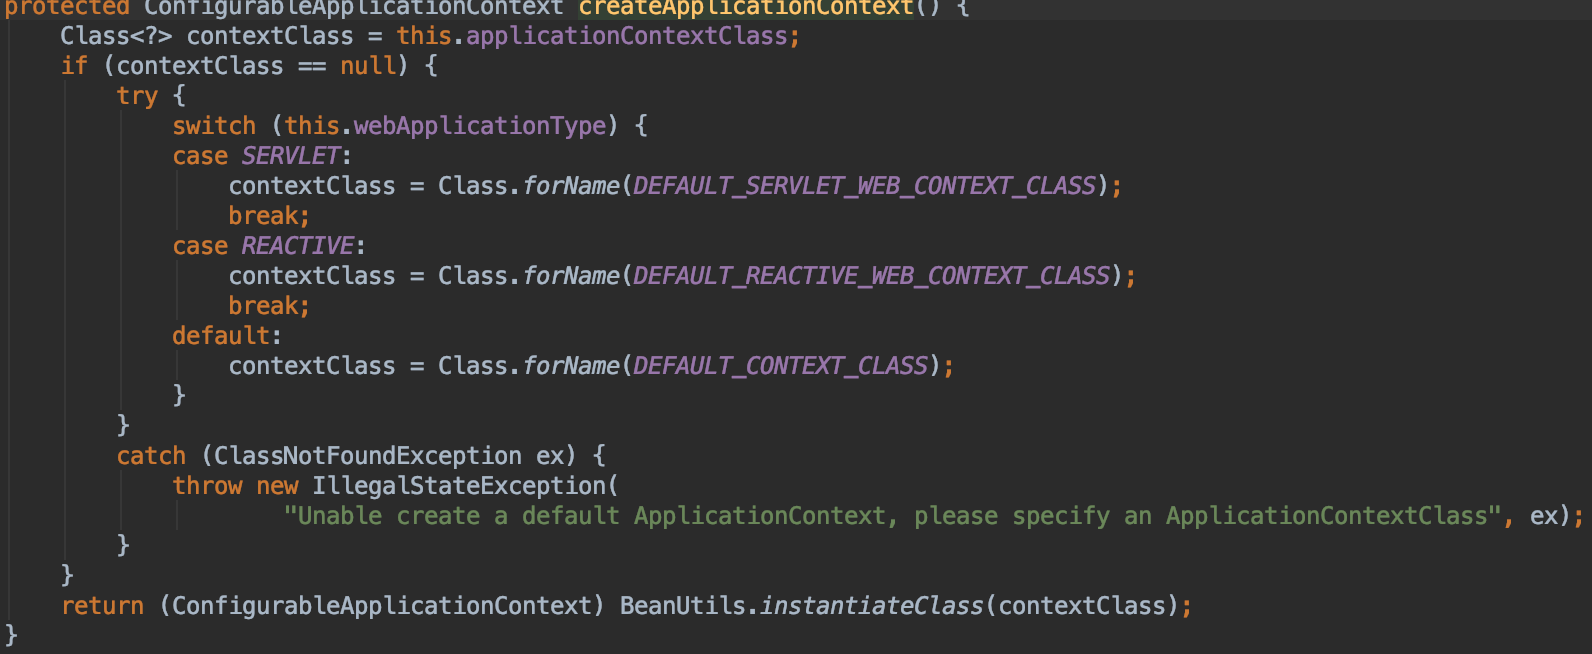 protected ConfigurableApplicationContext createApplicationContext() {
Class<?> contextClass = this.applicationContextClass;
if (contextClass == null) {
try {
switch (this.webApplicationType) {
case SERVLET:
contextClass = Class.forName(DEFAULT_SERVLET_WEB_CONTEXT_CLASS);
break;
case REACTIVE:
contextClass = Class.forName(DEFAULT_REACTIVE_WEB_CONTEXT_CLASS);
break;
default:
contextClass = Class.forName(DEFAULT_CONTEXT_CLASS);
}
}
catch (ClassNotFoundException ex) {
throw new IllegalStateException(
"Unable create a default ApplicationContext, please specify an ApplicationContextClass", ex);
}
}
return (ConfigurableApplicationContext) BeanUtils.instantiateClass(contextClass);
}